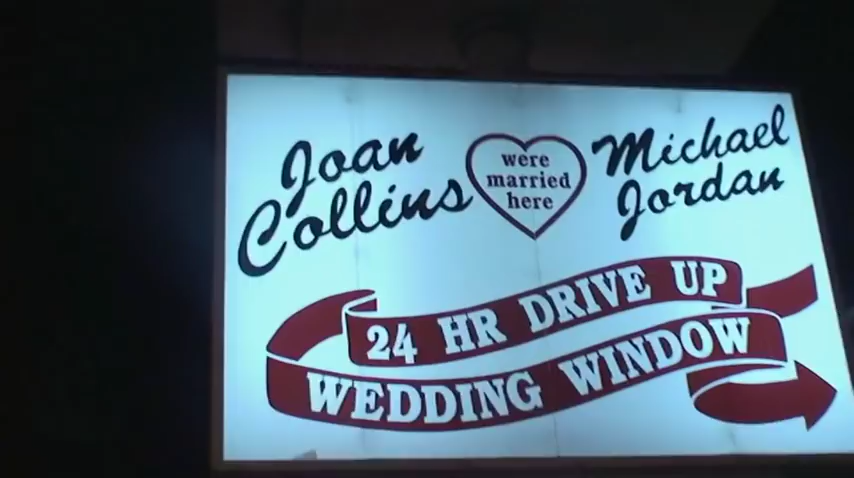 Joan
Collins
were
married
here
Michael
Jordan
24 HR DRIVE UP
WEDDING WINDOW